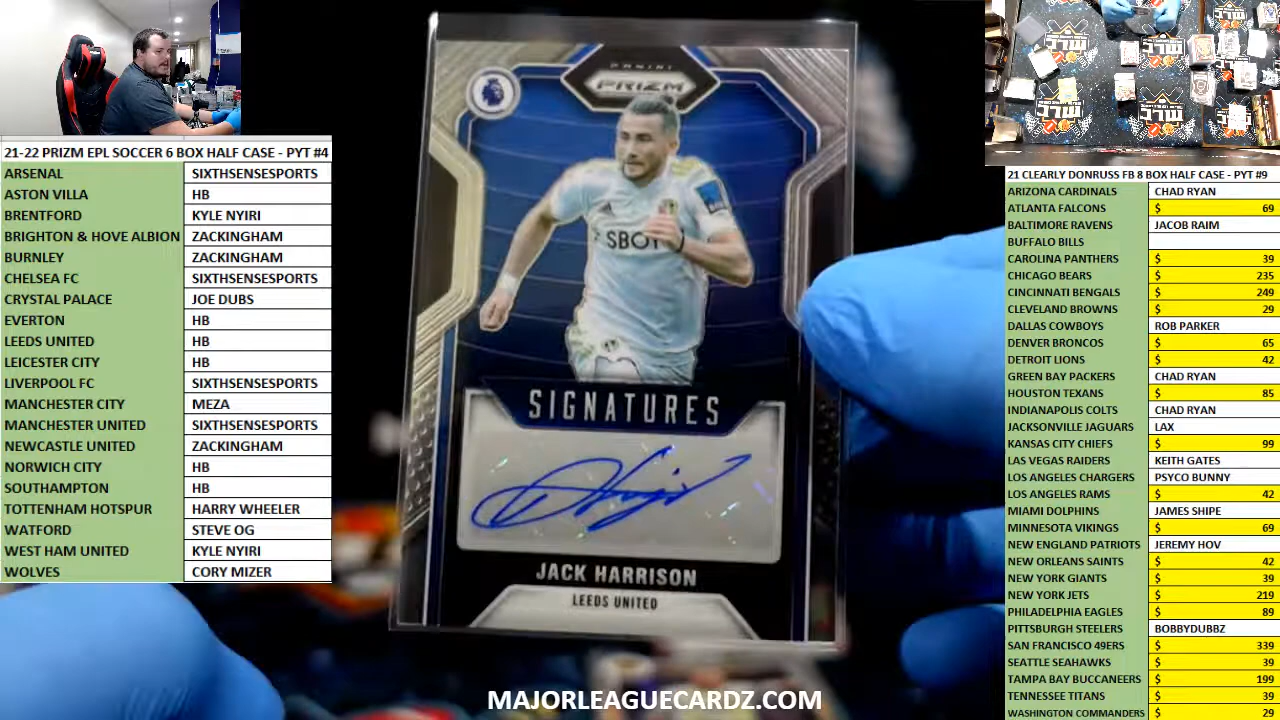 21-22 PRIZM EPL SOCCER 6 BOX HALF CASE - PYT #4
ARSENAL SIXTHSENSESPORTS
ASTON VILLA HB
BRENTFORD KYLE NYIRI
BRIGHTON & HOVE ALBION ZACKINGHAM
BURNLEY ZACKINGHAM
CHELSEA FC SIXTHSENSESPORTS
CRYSTAL PALACE JOE DUBS
EVERTON HB
LEEDS UNITED HB
LEICESTER CITY HB
LIVERPOOL FC SIXTHSENSESPORTS
MANCHESTER CITY MEZA
MANCHESTER UNITED SIXTHSENSESPORTS
NEWCASTLE UNITED ZACKINGHAM
NORWICH CITY HB
SOUTHAMPTON HB
TOTTENHAM HOTSPUR HARRY WHEELER
WATFORD STEVE OG
WEST HAM UNITED KYLE NYIRI
WOLVES CORY MIZER
PANINI
PRIZM
SBOT
SIGNATURES
JACK HARRISON
LEEDS UNITED
MAJORLEAGUECARDZ.COM
21 CLEARLY DONRUSS FB 8 BOX HALF CASE - PYT #9
ARIZONA CARDINALS CHAD RYAN
ATLANTA FALCONS $ 69
BALTIMORE RAVENS JACOB RAIM
BUFFALO BILLS
CAROLINA PANTHERS $ 39
CHICAGO BEARS $ 235
CINCINNATI BENGALS $ 249
CLEVELAND BROWNS $ 29
DALLAS COWBOYS ROB PARKER
DENVER BRONCOS $ 65
DETROIT LIONS $ 42
GREEN BAY PACKERS CHAD RYAN
HOUSTON TEXANS $ 85
INDIANAPOLIS COLTS CHAD RYAN
JACKSONVILLE JAGUARS LAX
KANSAS CITY CHIEFS $ 99
LAS VEGAS RAIDERS KEITH GATES
LOS ANGELES CHARGERS PSYCO BUNNY
LOS ANGELES RAMS $ 42
MIAMI DOLPHINS JAMES SHIPE
MINNESOTA VIKINGS $ 69
NEW ENGLAND PATRIOTS JEREMY HOV
NEW ORLEANS SAINTS $ 42
NEW YORK GIANTS $ 39
NEW YORK JETS $ 219
PHILADELPHIA EAGLES $ 89
PITTSBURGH STEELERS BOBBYDUBBZ
SAN FRANCISCO 49ERS $ 339
SEATTLE SEAHAWKS $ 39
TAMPA BAY BUCCANEERS $ 199
TENNESSEE TITANS $ 39
WASHINGTON COMMANDERS $ 29